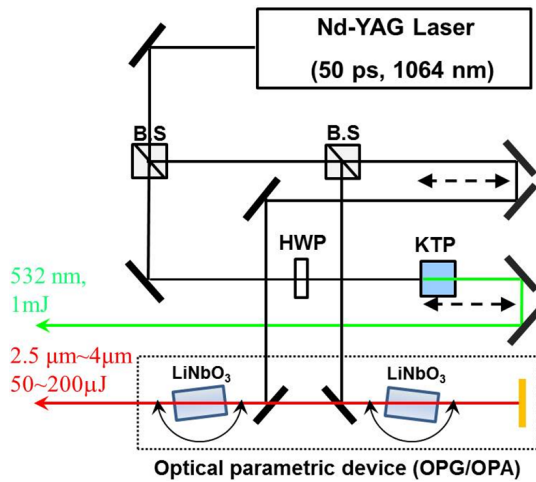 Nd-YAG Laser
(50 ps, 1064 nm)
B.S
B.S
HWP
KTP
532 nm,
1mJ
2.5 μm~4μm
50~200μJ
LiNbO₃
LiNbO₃
Optical parametric device (OPG/OPA)